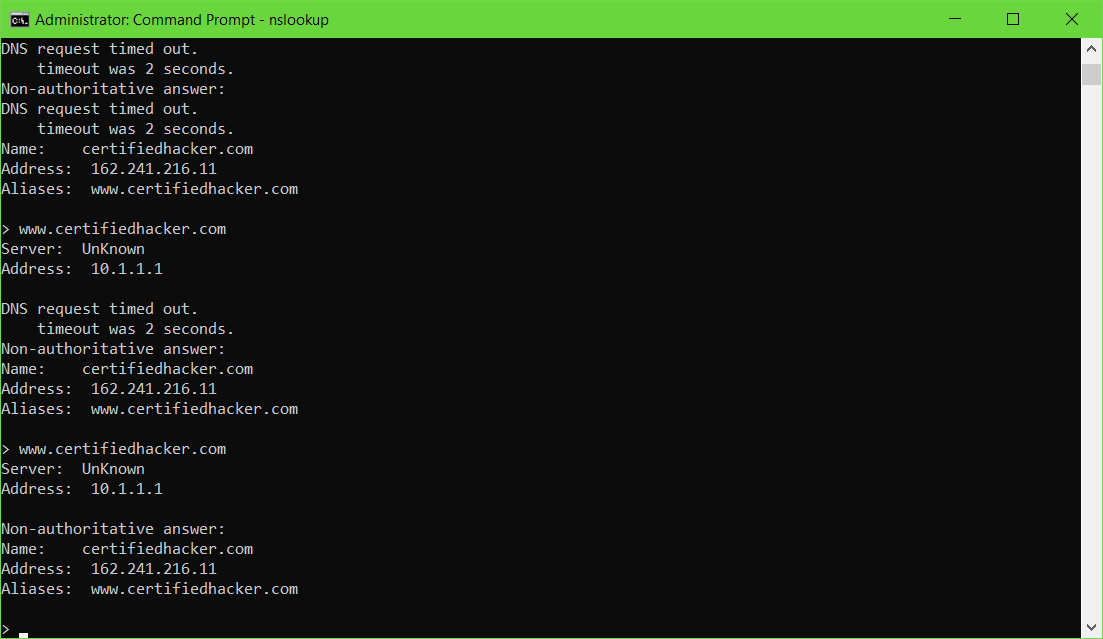 Administrator: Command Prompt - nslookup
DNS request timed out.
    timeout was 2 seconds.
Non-authoritative answer:
DNS request timed out.
    timeout was 2 seconds.
Name:    certifiedhacker.com
Address:  162.241.216.11
Aliases:  www.certifiedhacker.com

> www.certifiedhacker.com
Server:  UnKnown
Address:  10.1.1.1

DNS request timed out.
    timeout was 2 seconds.
Non-authoritative answer:
Name:    certifiedhacker.com
Address:  162.241.216.11
Aliases:  www.certifiedhacker.com

> www.certifiedhacker.com
Server:  UnKnown
Address:  10.1.1.1

Non-authoritative answer:
Name:    certifiedhacker.com
Address:  162.241.216.11
Aliases:  www.certifiedhacker.com

>